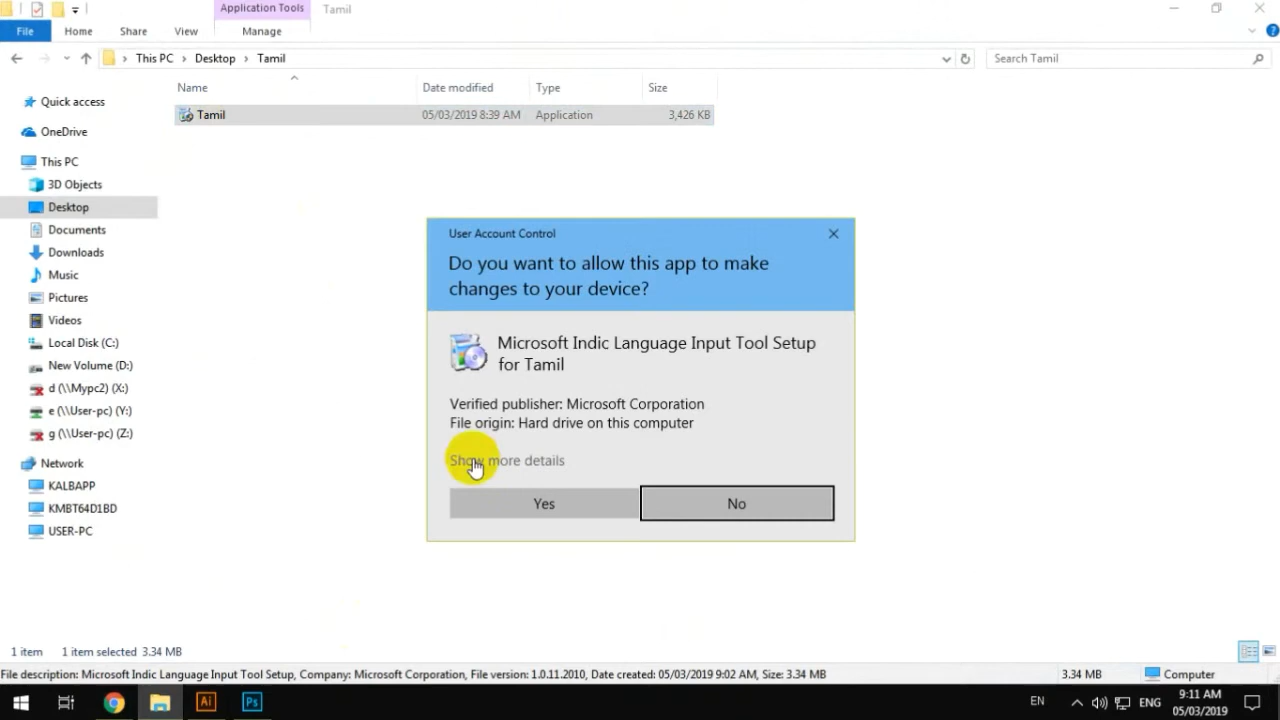 Application Tools
Tamil
File
Home
Share
View
Manage
This PC
Desktop
Tamil
Search Tamil
Name
Date modified
Type
Size
Tamil
05/03/2019 8:39 AM
Application
3,426 KB
Quick access
OneDrive
This PC
3D Objects
Desktop
Documents
Downloads
Music
Pictures
Videos
Local Disk (C:)
New Volume (D:)
d (\\Mypc2) (X:)
e (\\User-pc) (Y:)
g (\\User-pc) (Z:)
Network
KALBAPP
KMBT64D1BD
USER-PC
User Account Control
Do you want to allow this app to make
changes to your device?
Microsoft Indic Language Input Tool Setup
for Tamil
Verified publisher: Microsoft Corporation
File origin: Hard drive on this computer
Show more details
Yes
No
1 item
1 item selected 3.34 MB
File description: Microsoft Indic Language Input Tool Setup, Company: Microsoft Corporation, File version: 1.0.11.2010, Date created: 05/03/2019 9:02 AM, Size: 3.34 MB
3.34 MB
Computer
Ai
Ps
EN
ENG
9:11 AM
05/03/2019